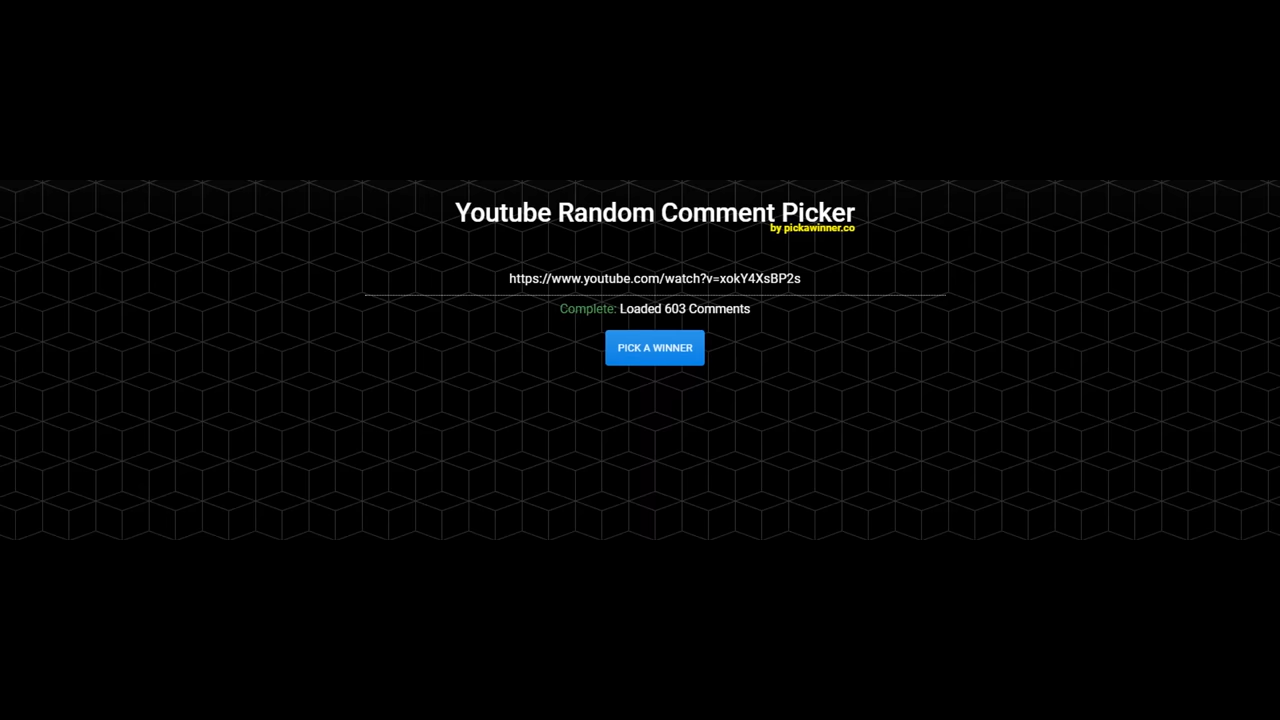 Youtube Random Comment Picker
by pickawinner.co
https://www.youtube.com/watch?v=xokY4XsBP2s
Complete: Loaded 603 Comments
PICK A WINNER